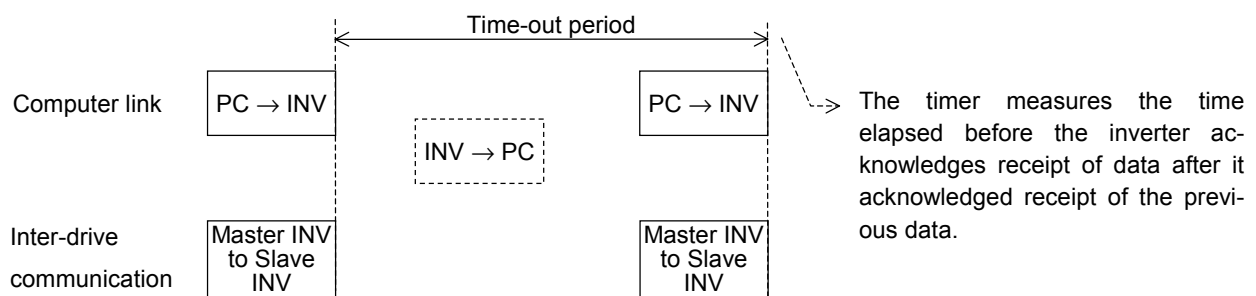 Time-out period
Computer link
PC → INV
PC → INV
INV → PC
The timer measures the time
elapsed before the inverter ac-
knowledges receipt of data after it
acknowledged receipt of the previ-
ous data.
Inter-drive
communication
Master INV
to Slave
INV
Master INV
to Slave
INV